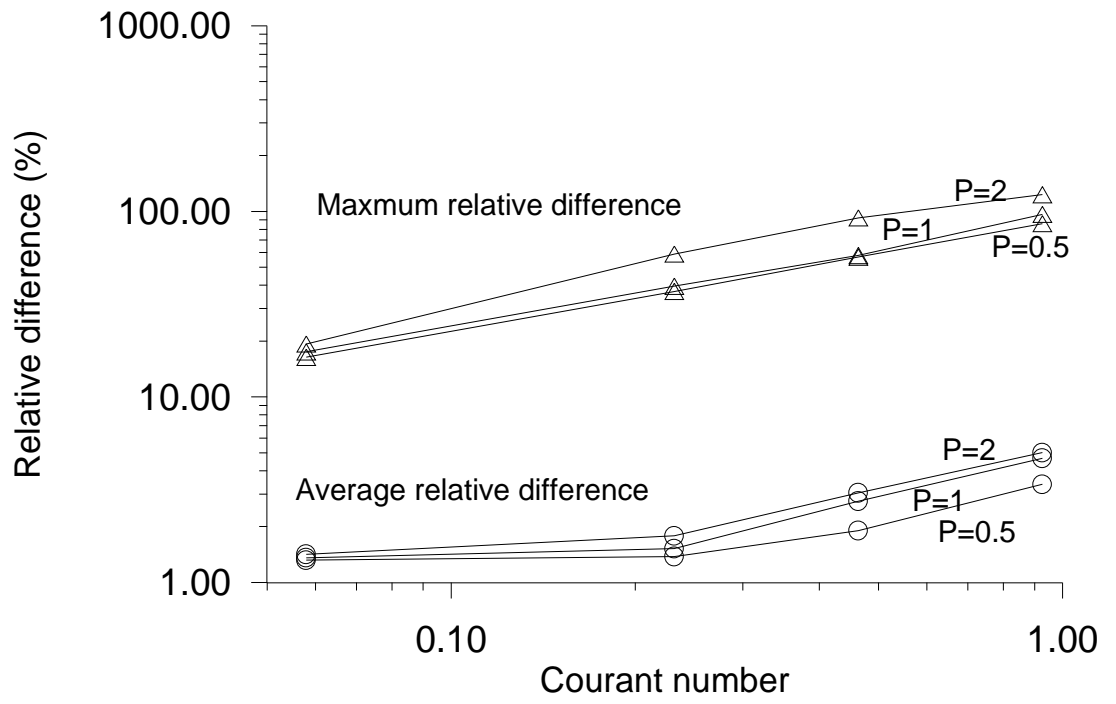 1000.00
100.00
10.00
1.00
Relative difference (%)
Maxmum relative difference
P=2
P=1
P=0.5
Average relative difference
P=2
P=1
P=0.5
0.10
1.00
Courant number